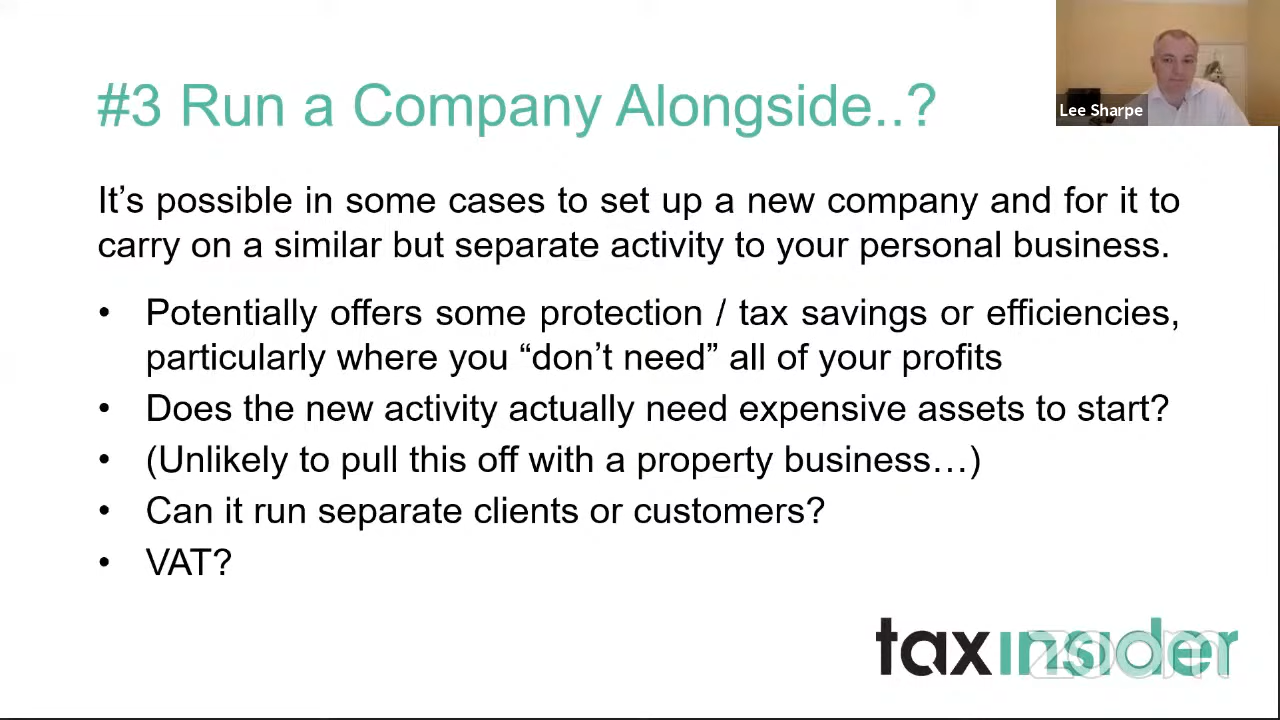 #3 Run a Company Alongside..?
Lee Sharpe
It’s possible in some cases to set up a new company and for it to
carry on a similar but separate activity to your personal business.
• Potentially offers some protection / tax savings or efficiencies,
particularly where you “don’t need” all of your profits
• Does the new activity actually need expensive assets to start?
• (Unlikely to pull this off with a property business…)
• Can it run separate clients or customers?
• VAT?
taxinsider
zoom